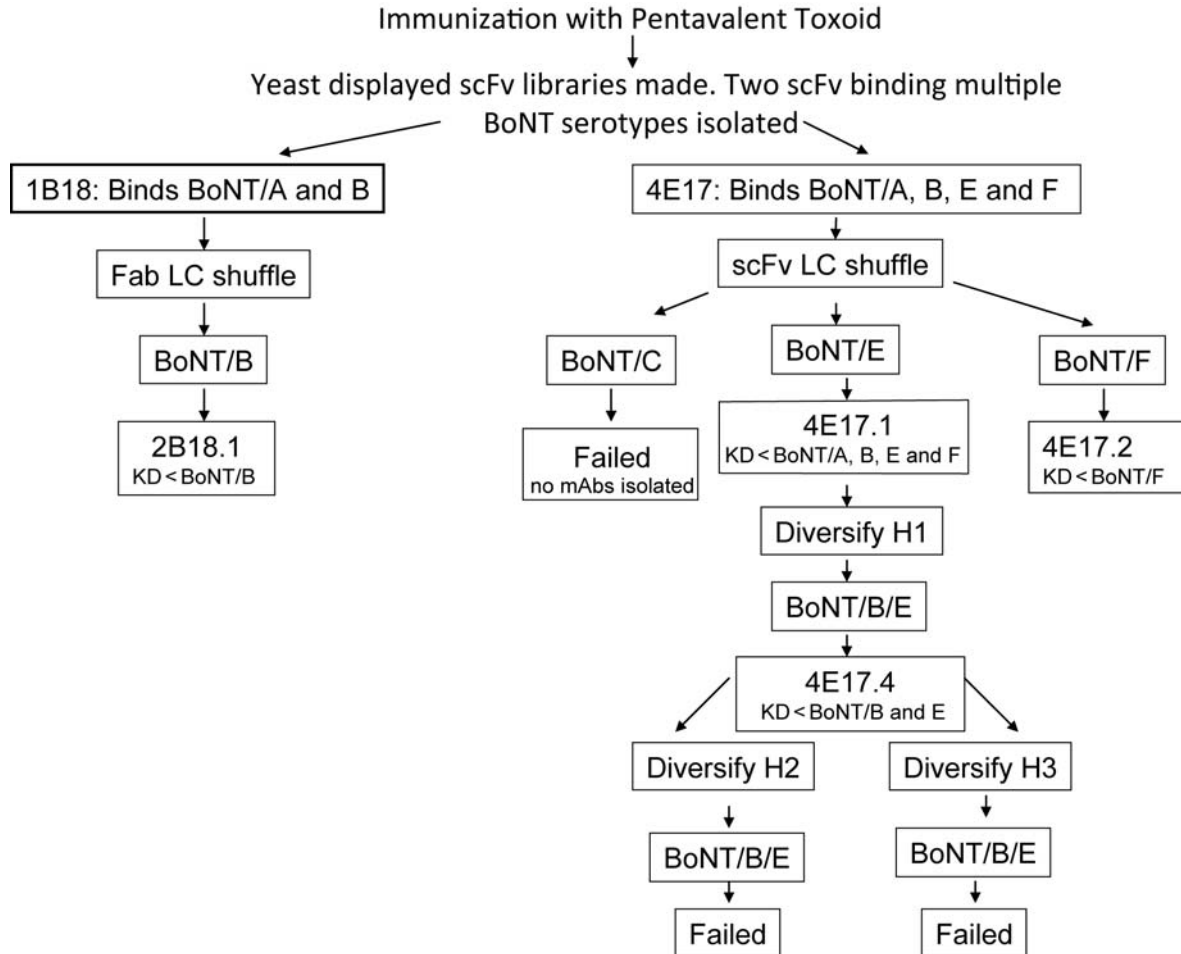 Immunization with Pentavalent Toxoid
Yeast displayed scFv libraries made. Two scFv binding multiple
BoNT serotypes isolated
1B18: Binds BoNT/A and B
4E17: Binds BoNT/A, B, E and F
Fab LC shuffle
scFv LC shuffle
BoNT/B
BoNT/C
BoNT/E
BoNT/F
2B18.1
KD < BoNT/B
Failed
no mAbs isolated
4E17.1
KD < BoNT/A, B, E and F
4E17.2
KD < BoNT/F
Diversify H1
BoNT/B/E
4E17.4
KD < BoNT/B and E
Diversify H2
Diversify H3
BoNT/B/E
BoNT/B/E
Failed
Failed